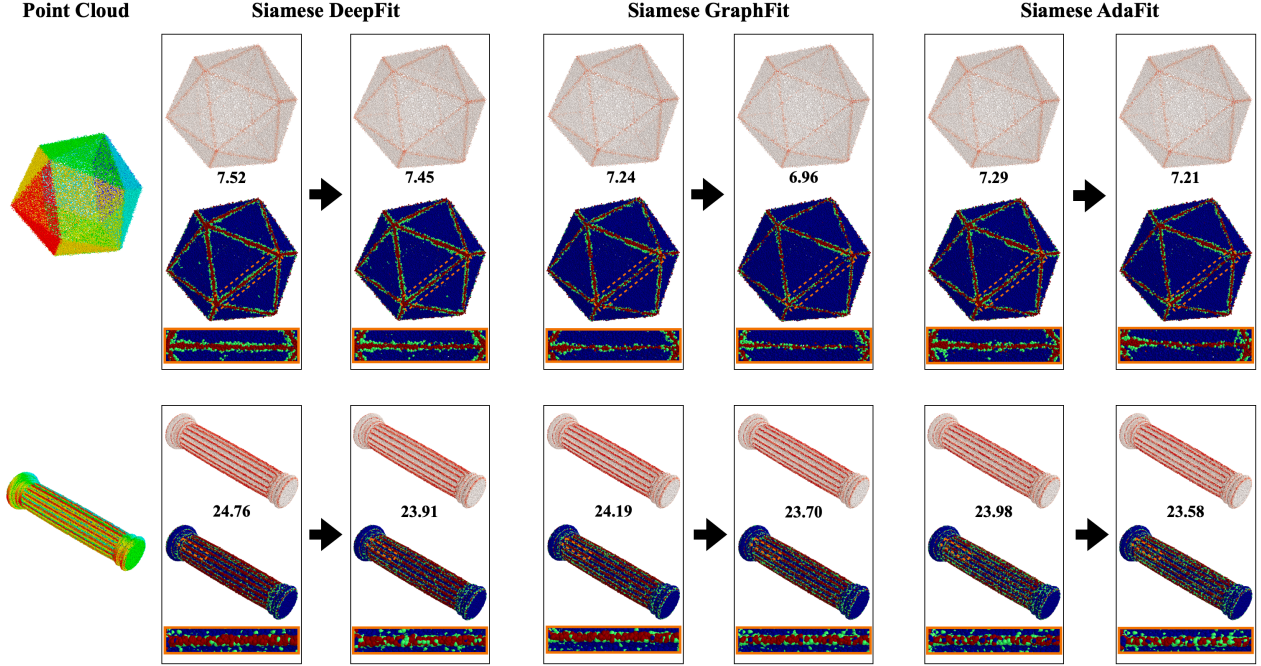 Point Cloud Siamese DeepFit Siamese GraphFit Siamese AdaFit
7.52 7.45 7.24 6.96 7.29 7.21
24.76 23.91 24.19 23.70 23.98 23.58